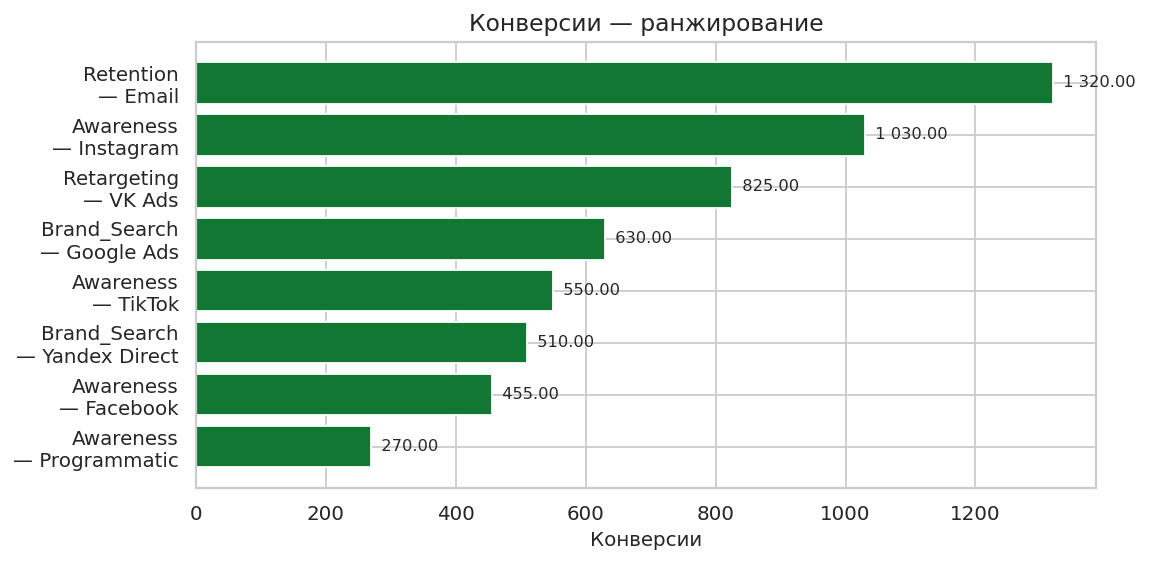 Конверсии — ранжирование
Retention
— Email
1 320.00
Awareness
— Instagram
1 030.00
Retargeting
— VK Ads
825.00
Brand_Search
— Google Ads
630.00
Awareness
— TikTok
550.00
Brand_Search
— Yandex Direct
510.00
Awareness
— Facebook
455.00
Awareness
— Programmatic
270.00
0 200 400 600 800 1000 1200
Конверсии